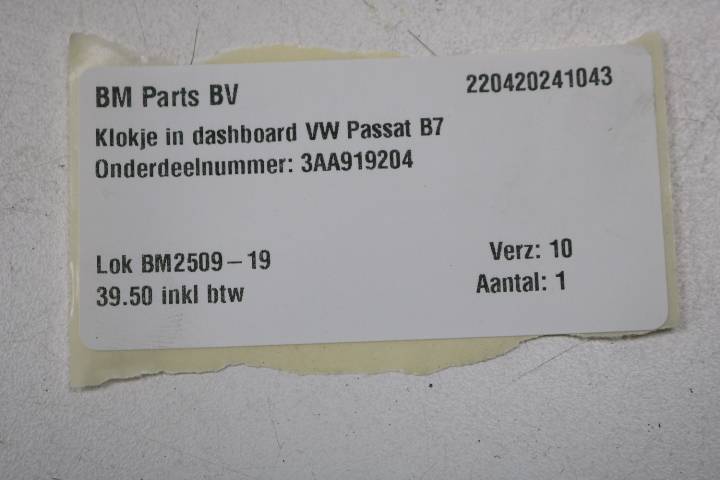 BM Parts BV 220420241043
Klokje in dashboard VW Passat B7
Onderdeelnummer: 3AA919204
Lok BM2509-19 Verz: 10
39.50 inkl btw Aantal: 1